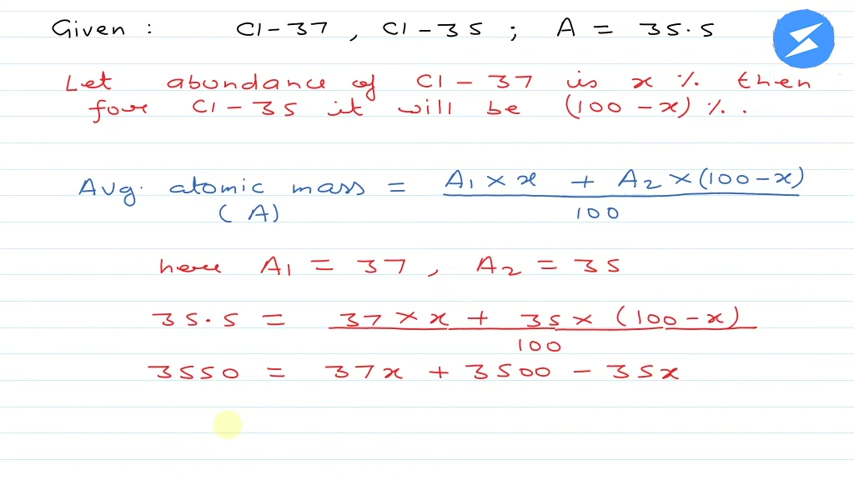 Given : Cl-37 , Cl-35 ; A = 35.5
Let abundance of Cl-37 is x % then
fore Cl-35 it will be (100-x) % .
Avg. atomic mass = A1 × x + A2 × (100-x)
(A) 100
here A1 = 37 , A2 = 35
35.5 = 37 × x + 35 × (100-x)
100
3550 = 37x + 3500 - 35x